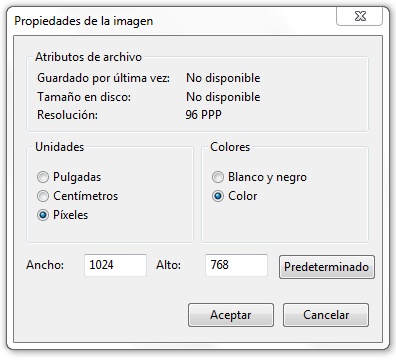 Propiedades de la imagen
Atributos de archivo
Guardado por última vez: No disponible
Tamaño en disco: No disponible
Resolución: 96 PPP
Unidades
Pulgadas
Centímetros
Píxeles
Colores
Blanco y negro
Color
Ancho: 1024 Alto: 768 Predeterminado
Aceptar Cancelar